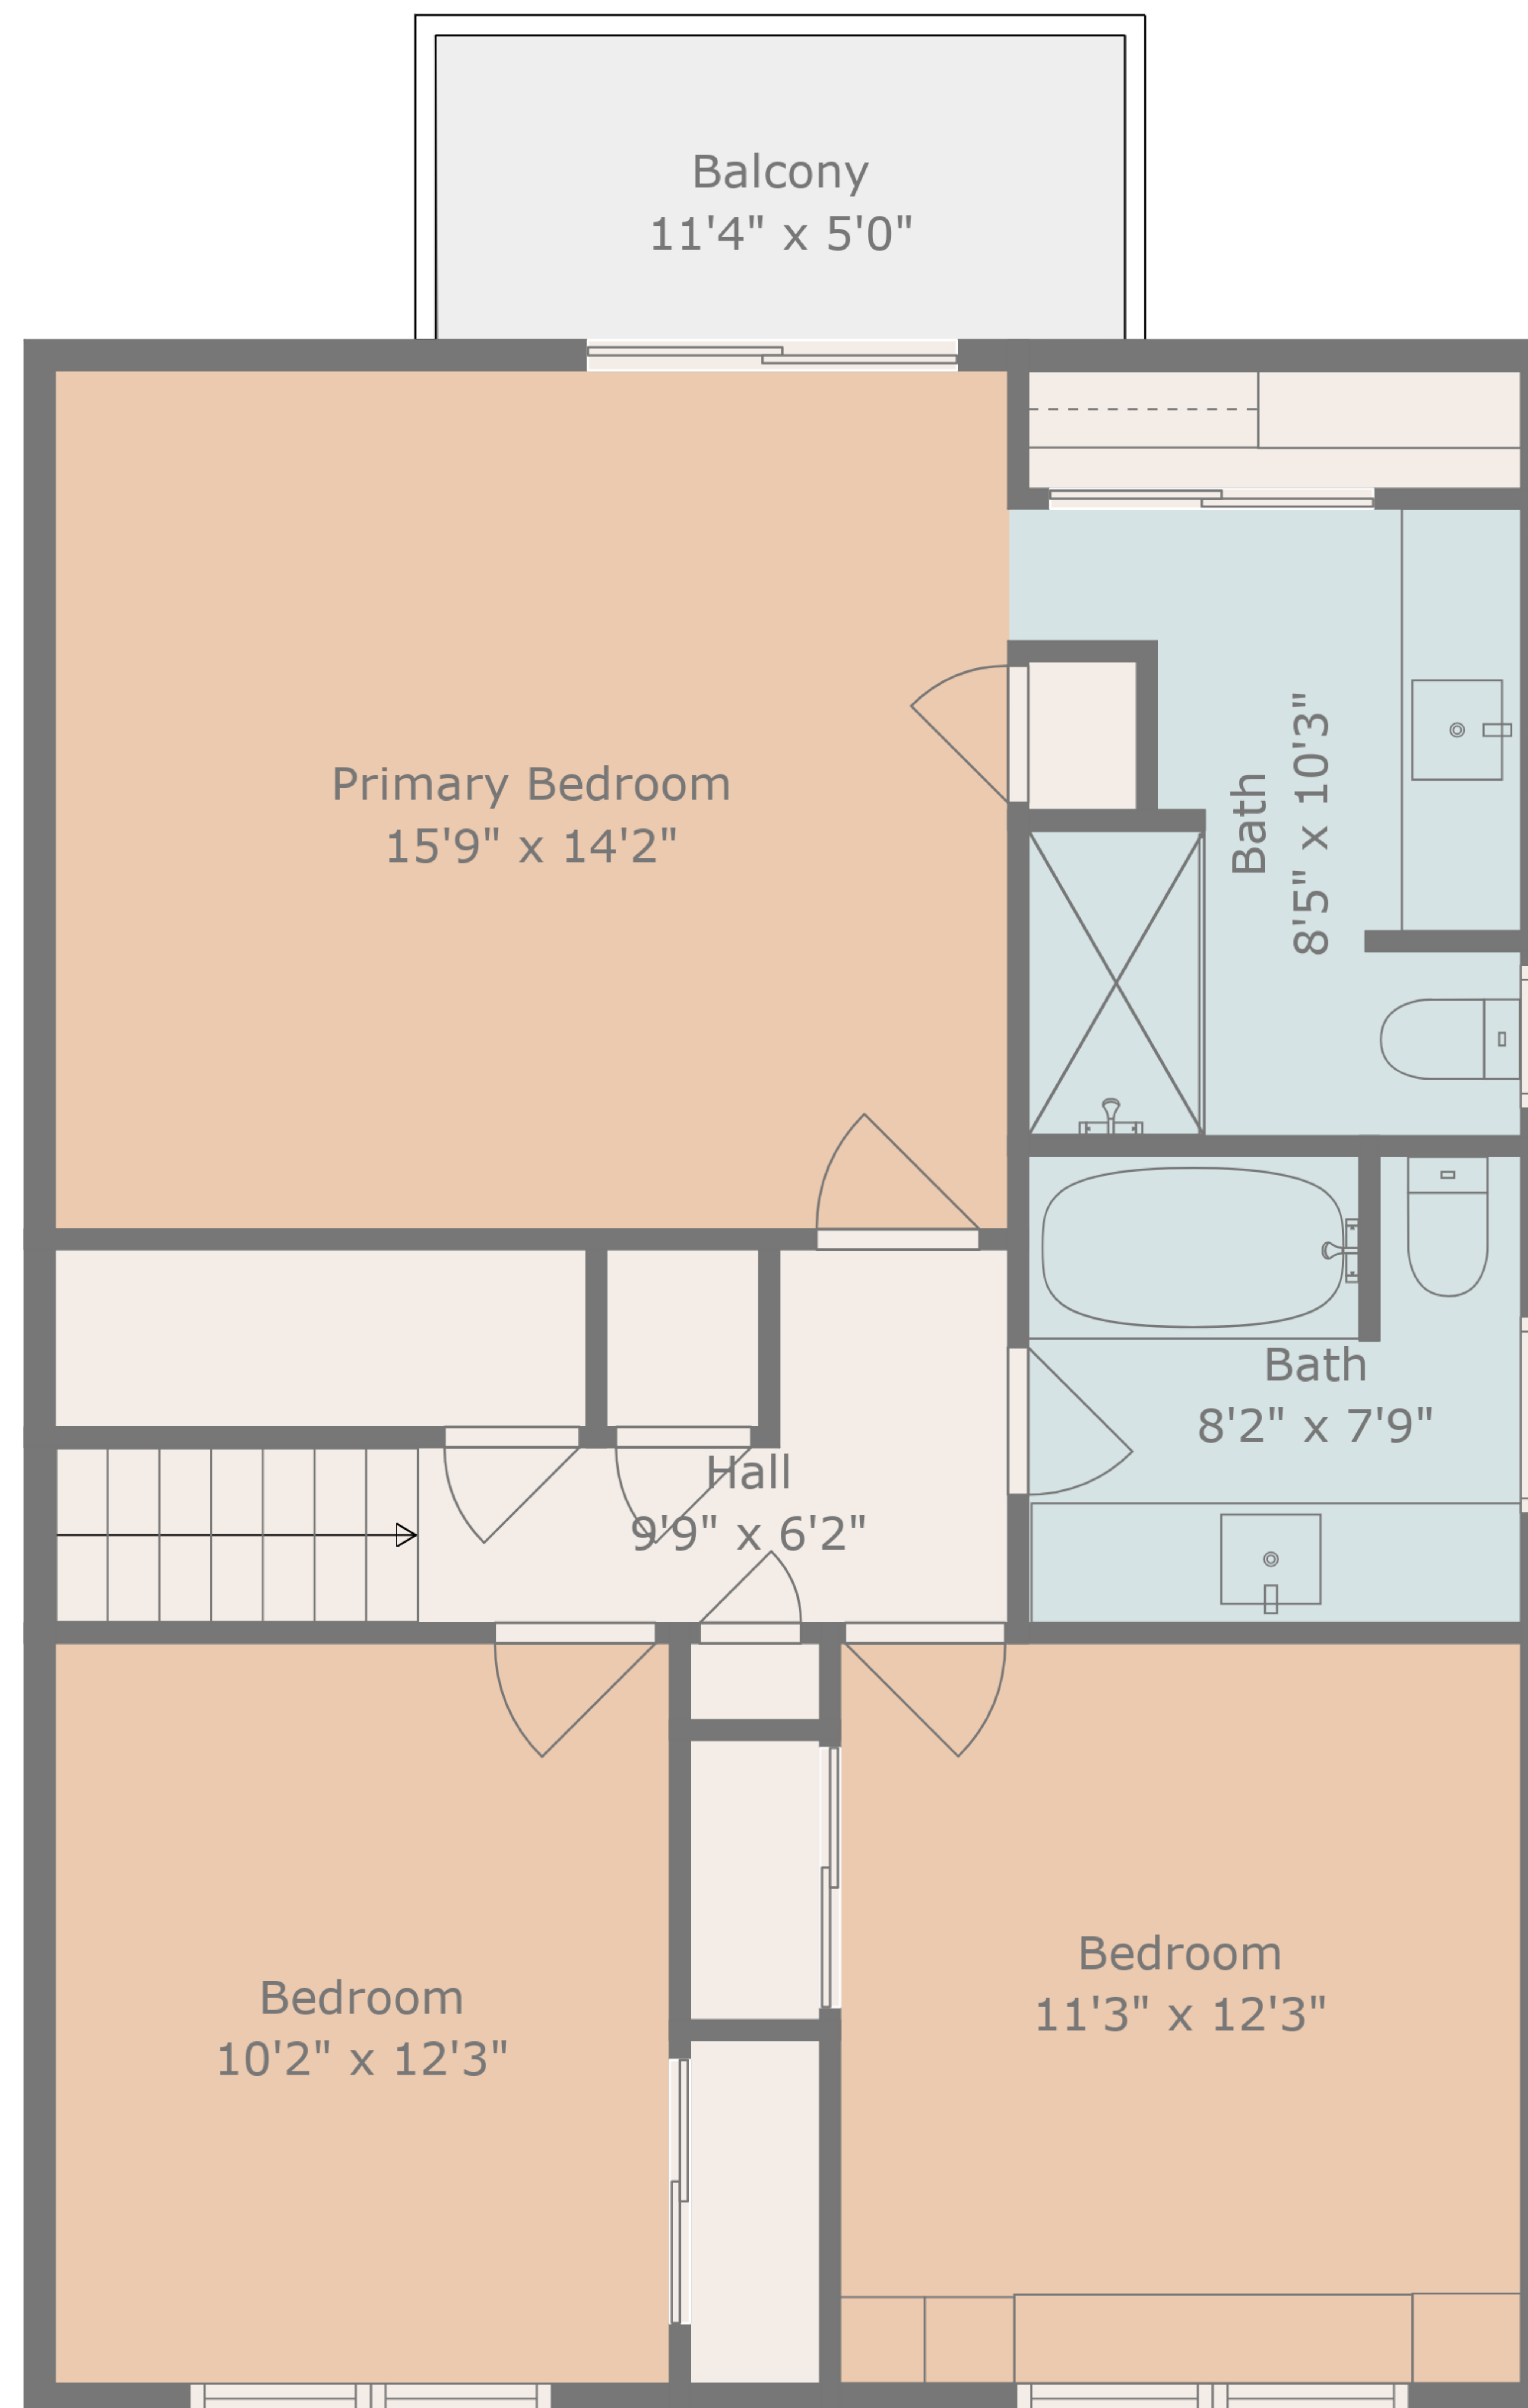 Balcony
11'4" x 5'0"
Primary Bedroom
15'9" x 14'2"
Bath
8'5" x 10'3"
Bath
8'2" x 7'9"
Hall
9'9" x 6'2"
Bedroom
11'3" x 12'3"
Bedroom
10'2" x 12'3"